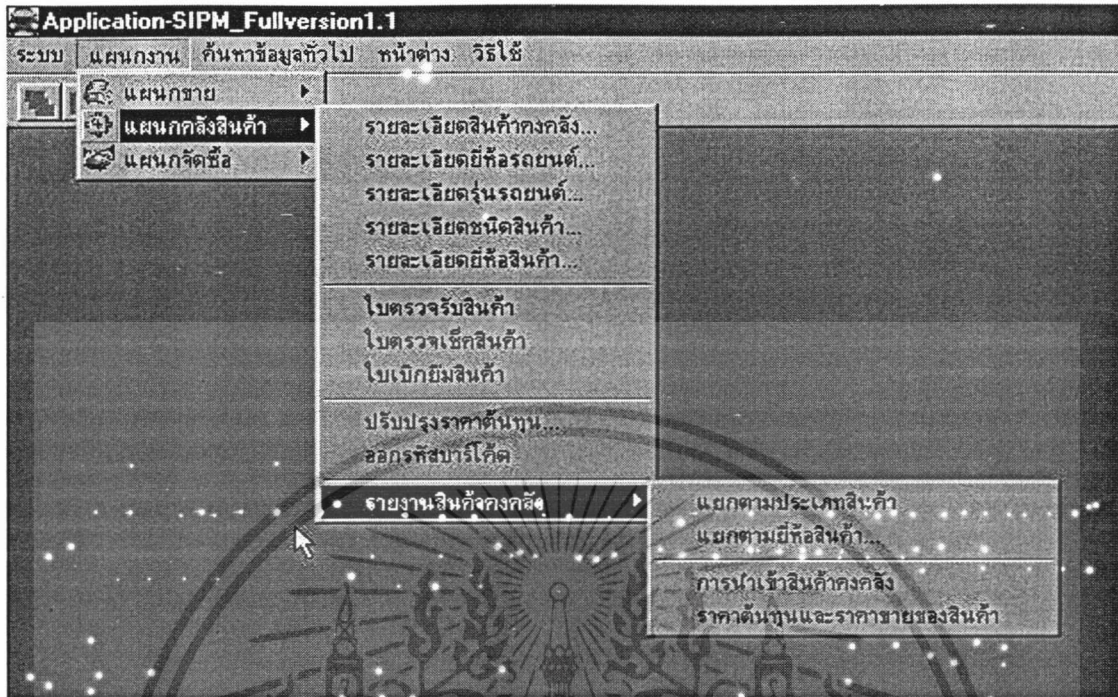 Application-SIPM_Fullversion1.1
ระบบ แผนกงาน ค้นหาข้อมูลทั่วไป หน้าต่าง วิธีใช้
แผนกขาย
แผนกคลังสินค้า
แผนกจัดซื้อ
รายละเอียดสินค้าคงคลัง...
รายละเอียดยี่ห้อรถยนต์...
รายละเอียดรุ่นรถยนต์...
รายละเอียดชนิดสินค้า...
รายละเอียดยี่ห้อสินค้า...
ใบตรวจรับสินค้า
ใบตรวจเช็คสินค้า
ใบเบิกยืมสินค้า
ปรับปรุงราคาต้นทุน...
ออกรหัสบาร์โค้ด
รายงานสินค้าคงคลัง
แยกตามประเภทสินค้า
แยกตามยี่ห้อสินค้า...
การนำเข้าสินค้าคงคลัง
ราคาต้นทุนและราคาขายของสินค้า